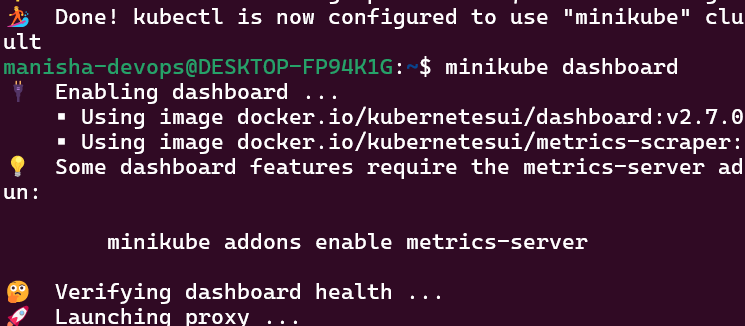 Done! kubectl is now configured to use "minikube" clu
ult
manisha-devops@DESKTOP-FP94K1G:~$ minikube dashboard
Enabling dashboard ...
▪ Using image docker.io/kubernetesui/dashboard:v2.7.0
▪ Using image docker.io/kubernetesui/metrics-scraper:
Some dashboard features require the metrics-server ad
un:
minikube addons enable metrics-server
Verifying dashboard health ...
Launching proxy ...